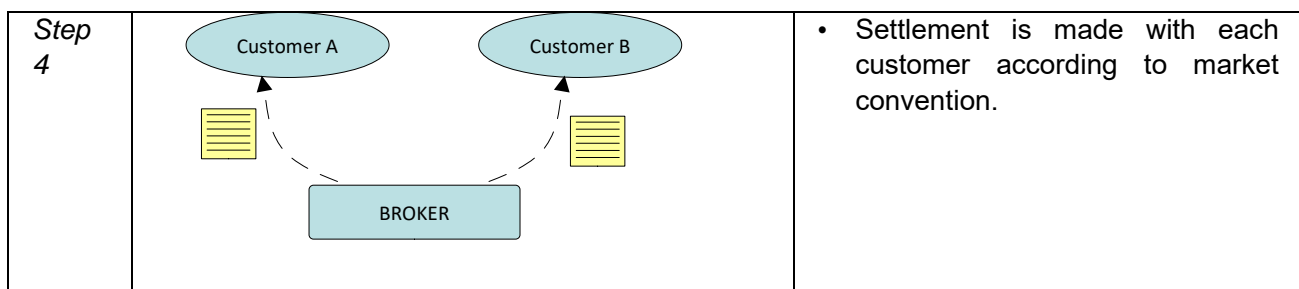 Step
4
Customer A
Customer B
BROKER
• Settlement is made with each
customer according to market
convention.